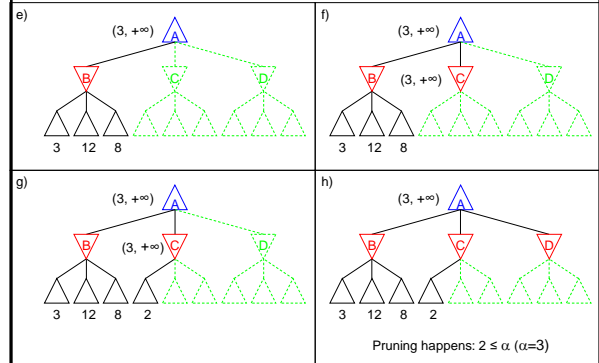 e)
(3, +∞)
A
B
C
D
3 12 8
f)
(3, +∞)
A
(3, +∞)
B
C
D
3 12 8
g)
(3, +∞)
A
(3, +∞)
B
C
D
3 12 8 2
h)
(3, +∞)
A
B
C
D
3 12 8 2
Pruning happens: 2 ≤ α (α=3)